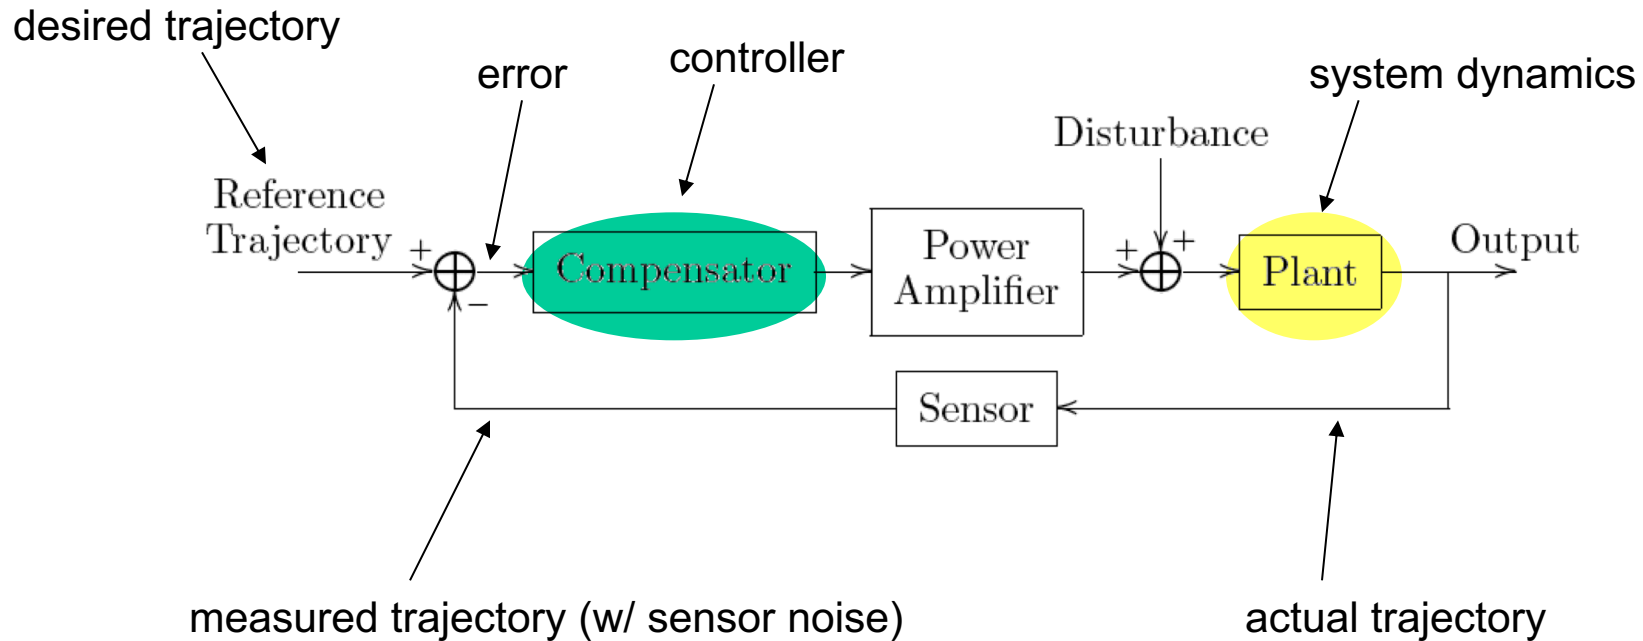 desired trajectory
error
controller
system dynamics
Disturbance
Reference
Trajectory
+
−
Compensator
Power
Amplifier
+
+
Plant
Output
Sensor
measured trajectory (w/ sensor noise)
actual trajectory